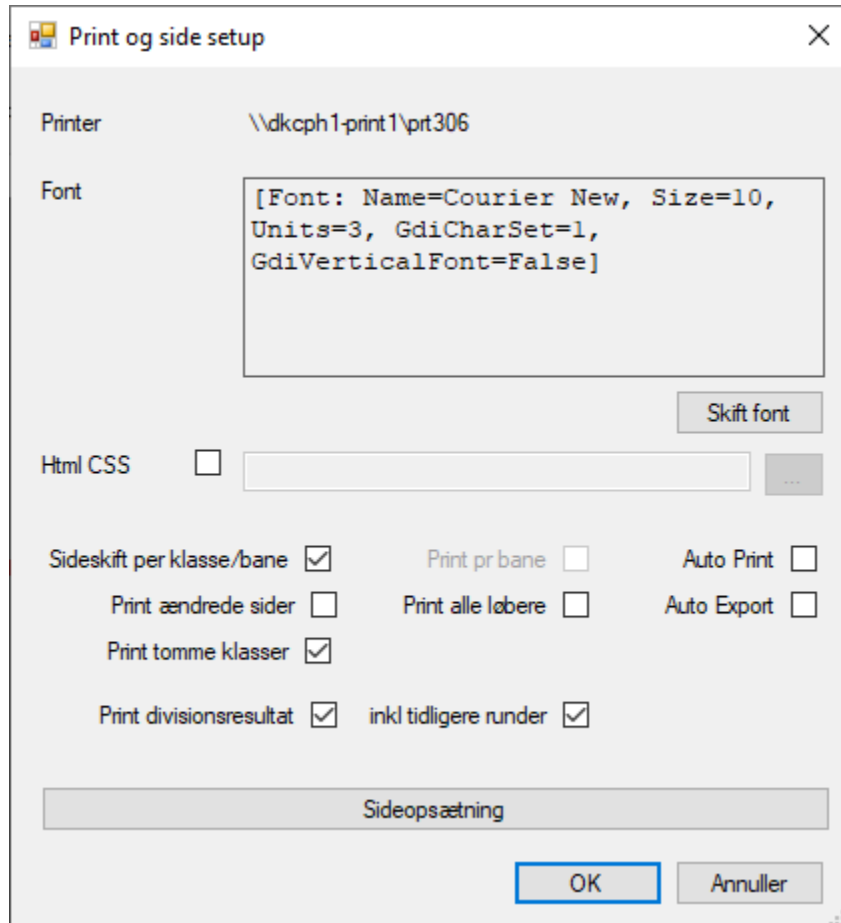 Print og side setup
Printer \\dkcph1-print1\prt306
Font
[Font: Name=Courier New, Size=10,
Units=3, GdiCharSet=1,
GdiVerticalFont=False]
Skift font
Html CSS ...
Sideskift per klasse/bane Print pr bane Auto Print
Print ændrede sider Print alle løbere Auto Export
Print tomme klasser
Print divisionsresultat inkl tidligere runder
Sideopsætning
OK Annuller